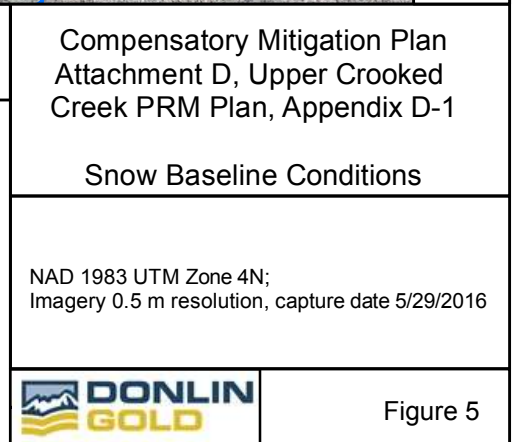 Compensatory Mitigation Plan
Attachment D, Upper Crooked
Creek PRM Plan, Appendix D-1
Snow Baseline Conditions
NAD 1983 UTM Zone 4N;
Imagery 0.5 m resolution, capture date 5/29/2016
DONLIN
GOLD
Figure 5